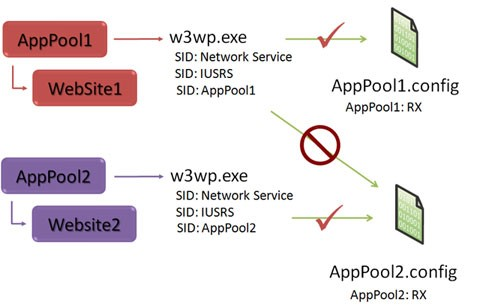 AppPool1
w3wp.exe
SID: Network Service
SID: IUSRS
SID: AppPool1
WebSite1
AppPool1.config
AppPool1: RX
AppPool2
w3wp.exe
SID: Network Service
SID: IUSRS
SID: AppPool2
Website2
AppPool2.config
AppPool2: RX